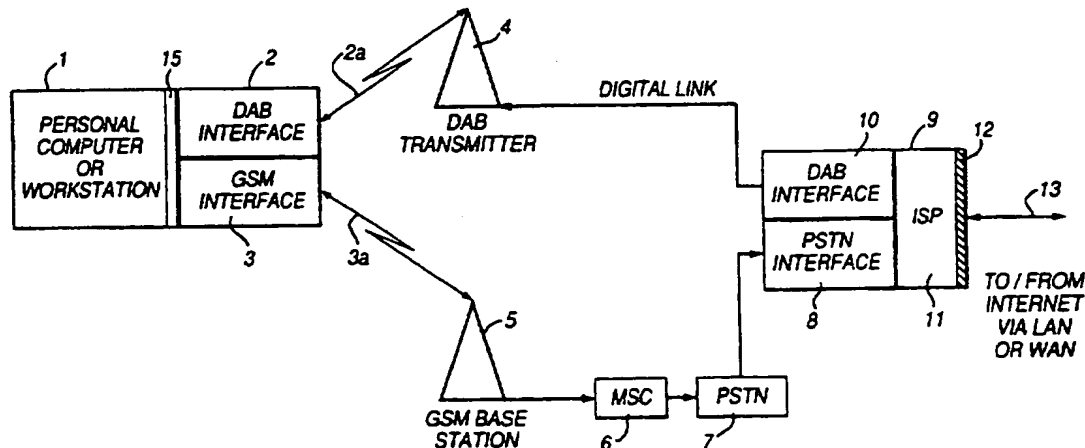 1
15
2
2a
4
PERSONAL
COMPUTER
OR
WORKSTATION
DAB
INTERFACE
GSM
INTERFACE
3
3a
DAB
TRANSMITTER
DIGITAL LINK
10
9
12
DAB
INTERFACE
ISP
PSTN
INTERFACE
8
11
13
TO / FROM
INTERNET
VIA LAN
OR WAN
5
GSM BASE
STATION
MSC
6
PSTN
7